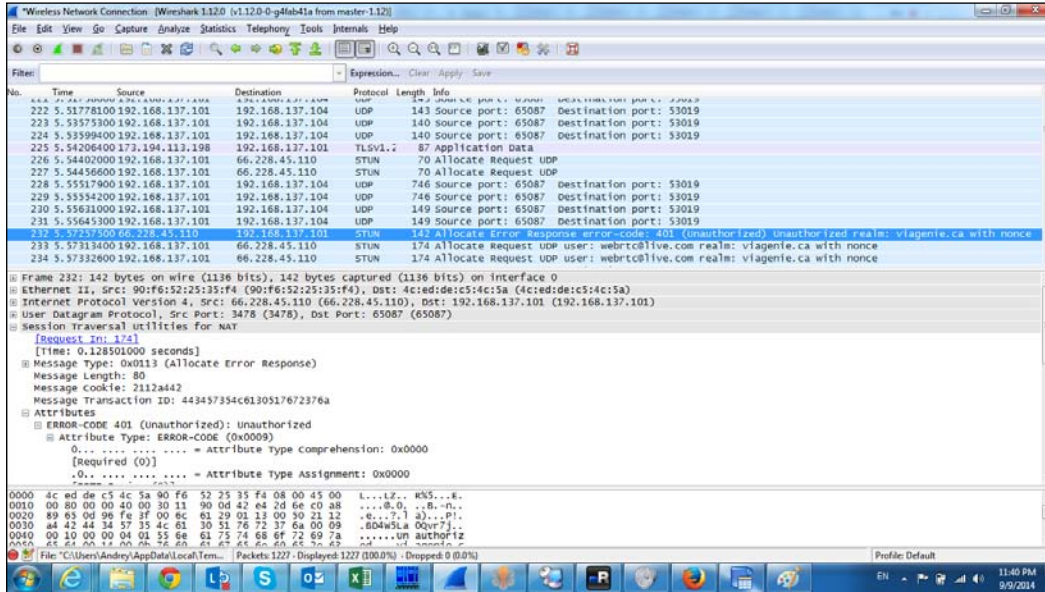 *Wireless Network Connection [Wireshark 1.12.0 (v1.12.0-0-g4fab41a from master-1.12)]
File Edit View Go Capture Analyze Statistics Telephony Tools Internals Help
Filter: Expression... Clear Apply Save
No. Time Source Destination Protocol Length Info
222 5.51778100 192.168.137.101 192.168.137.104 UDP 143 Source port: 65087 Destination port: 53019
223 5.53575300 192.168.137.101 192.168.137.104 UDP 140 Source port: 65087 Destination port: 53019
224 5.53599400 192.168.137.101 192.168.137.104 UDP 140 Source port: 65087 Destination port: 53019
225 5.54206400 173.194.113.198 192.168.137.101 TLSv1.2 87 Application Data
226 5.54402000 192.168.137.101 66.228.45.110 STUN 70 Allocate Request UDP
227 5.54456600 192.168.137.101 66.228.45.110 STUN 70 Allocate Request UDP
228 5.55517900 192.168.137.101 192.168.137.104 UDP 746 Source port: 65087 Destination port: 53019
229 5.55554200 192.168.137.101 192.168.137.104 UDP 746 Source port: 65087 Destination port: 53019
230 5.55631000 192.168.137.101 192.168.137.104 UDP 149 Source port: 65087 Destination port: 53019
231 5.55645300 192.168.137.101 192.168.137.104 UDP 149 Source port: 65087 Destination port: 53019
232 5.57257500 66.228.45.110 192.168.137.101 STUN 142 Allocate Error Response error-code: 401 (Unauthorized) Unauthorized realm: viagenie.ca with nonce
233 5.57313400 192.168.137.101 66.228.45.110 STUN 174 Allocate Request UDP user: webrtc@live.com realm: viagenie.ca with nonce
234 5.57332600 192.168.137.101 66.228.45.110 STUN 174 Allocate Request UDP user: webrtc@live.com realm: viagenie.ca with nonce
Frame 232: 142 bytes on wire (1136 bits), 142 bytes captured (1136 bits) on interface 0
Ethernet II, Src: 90:f6:52:25:35:f4 (90:f6:52:25:35:f4), Dst: 4c:ed:de:c5:4c:5a (4c:ed:de:c5:4c:5a)
Internet Protocol Version 4, Src: 66.228.45.110 (66.228.45.110), Dst: 192.168.137.101 (192.168.137.101)
User Datagram Protocol, Src Port: 3478 (3478), Dst Port: 65087 (65087)
Session Traversal Utilities for NAT
[Request In: 174]
[Time: 0.128501000 seconds]
Message Type: 0x0113 (Allocate Error Response)
Message Length: 80
Message Cookie: 2112a442
Message Transaction ID: 443457354c6130517672376a
Attributes
ERROR-CODE 401 (Unauthorized): Unauthorized
Attribute Type: ERROR-CODE (0x0009)
0... .... .... .... = Attribute Type Comprehension: 0x0000
[Required (0)]
.0.. .... .... .... = Attribute Type Assignment: 0x0000
0000 4c ed de c5 4c 5a 90 f6 52 25 35 f4 08 00 45 00 L...LZ.. R%5...E.
0010 00 80 00 00 40 00 30 11 90 0d 42 e4 2d 6e c0 a8 ....@.0. ..B.-n..
0020 89 65 0d 96 fe 3f 00 6c 61 29 01 13 00 50 21 12 .e...?.l a)...P!.
0030 a4 42 44 34 57 35 4c 61 30 51 76 72 37 6a 00 09 .BD4W5La 0Qvr7j..
0040 00 10 00 00 04 01 55 6e 61 75 74 68 6f 72 69 7a ......Un authoriz
File: "C:\Users\Andrey\AppData\Local\Tem... Packets: 1227 · Displayed: 1227 (100.0%) · Dropped: 0 (0.0%) Profile: Default
EN 11:40 PM
9/9/2014